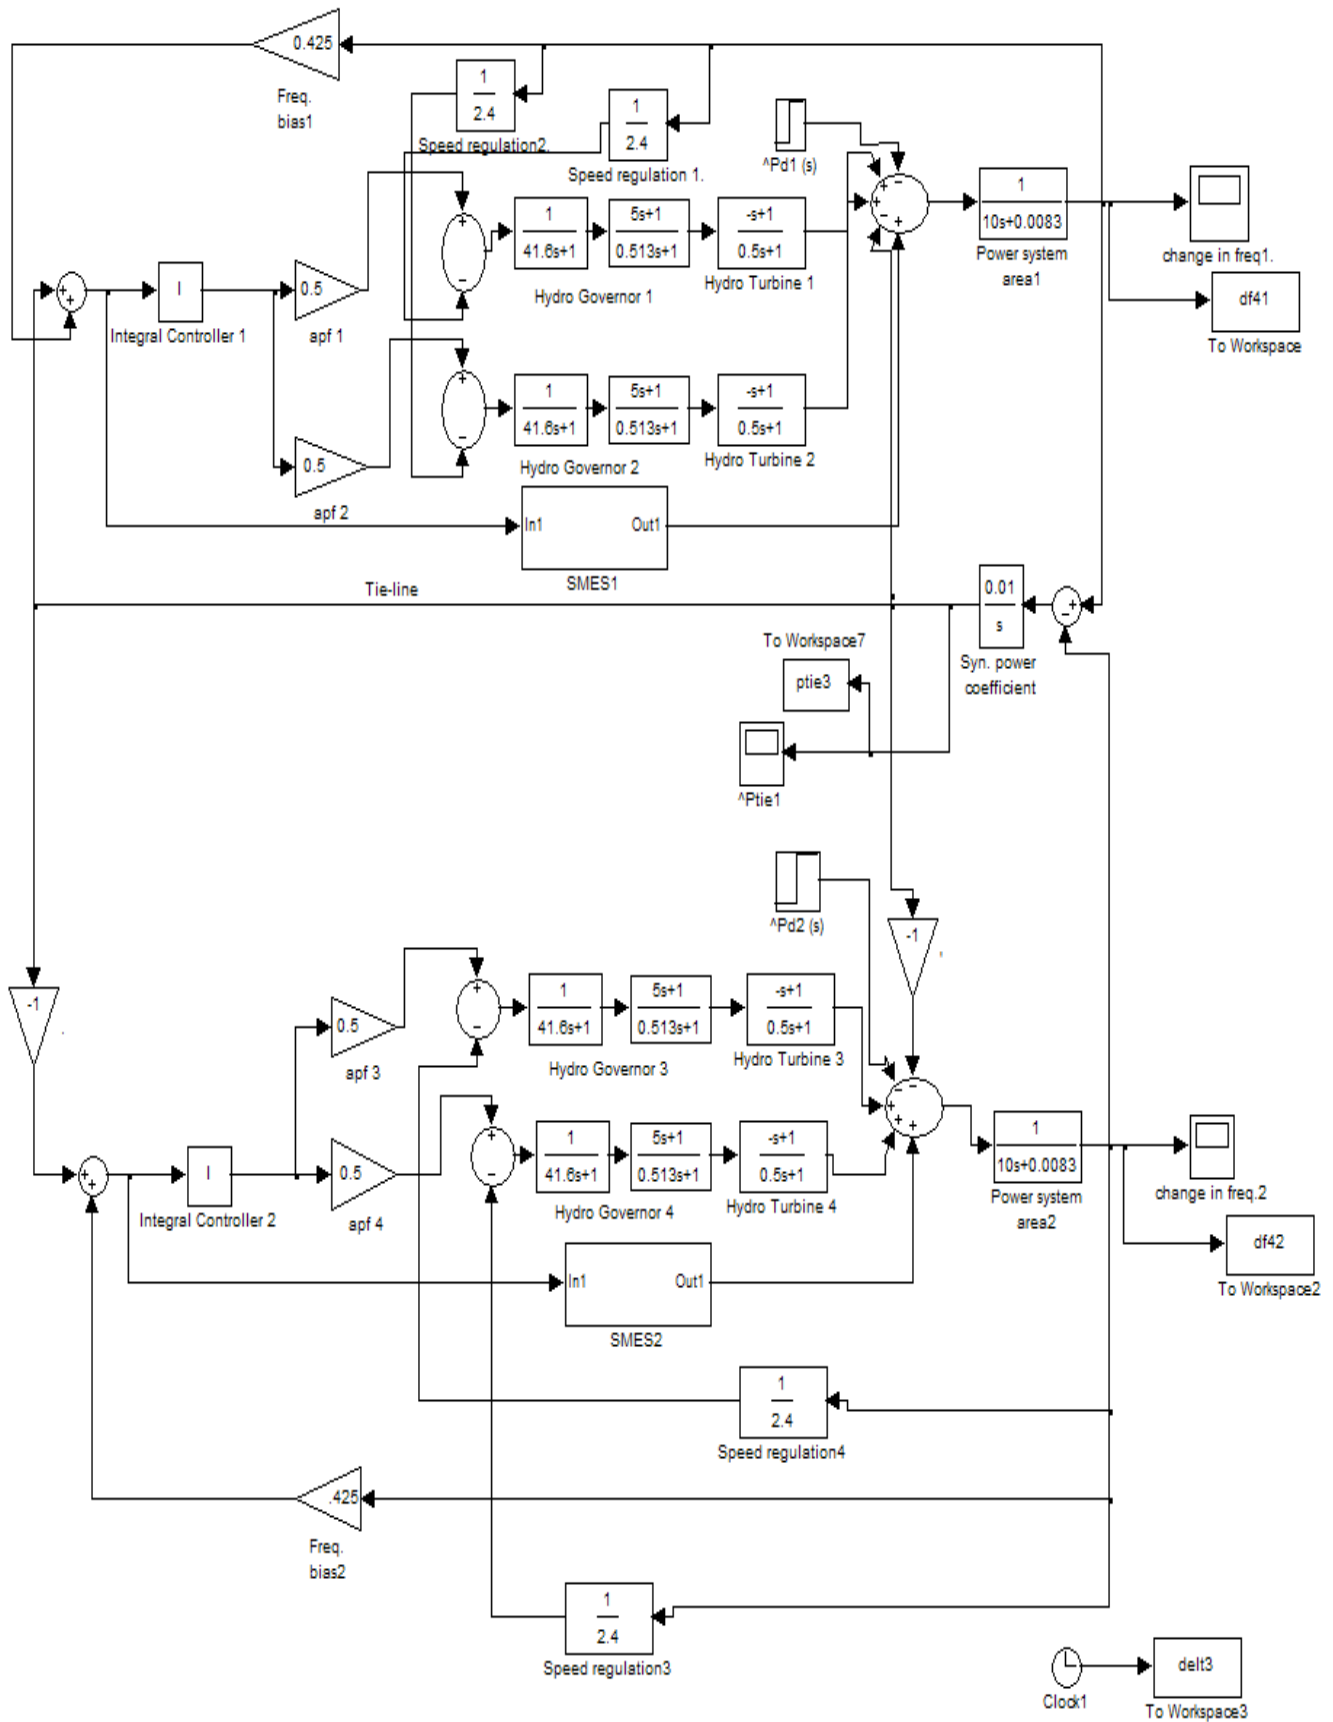 0.425
Freq.
bias1
1
2.4
Speed regulation2.
1
2.4
Speed regulation 1.
^Pd1 (s)
+
+
-
-
+
1
10s+0.0083
Power system
area1
change in freq1.
df41
To Workspace
+
+
I
Integral Controller 1
0.5
apf 1
+
-
1
41.6s+1
5s+1
0.513s+1
Hydro Governor 1
-s+1
0.5s+1
Hydro Turbine 1
0.5
apf 2
+
-
1
41.6s+1
5s+1
0.513s+1
Hydro Governor 2
-s+1
0.5s+1
Hydro Turbine 2
In1 Out1
SMES1
Tie-line
0.01
s
Syn. power
coefficient
+
-
To Workspace7
ptie3
^Ptie1
^Pd2 (s)
-1
-1
0.5
apf 3
+
-
1
41.6s+1
5s+1
0.513s+1
Hydro Governor 3
-s+1
0.5s+1
Hydro Turbine 3
-
-
+
+
+
1
10s+0.0083
Power system
area2
change in freq.2
df42
To Workspace2
+
+
I
Integral Controller 2
0.5
apf 4
+
-
1
41.6s+1
5s+1
0.513s+1
Hydro Governor 4
-s+1
0.5s+1
Hydro Turbine 4
In1 Out1
SMES2
1
2.4
Speed regulation4
.425
Freq.
bias2
1
2.4
Speed regulation3
Clock1
delt3
To Workspace3